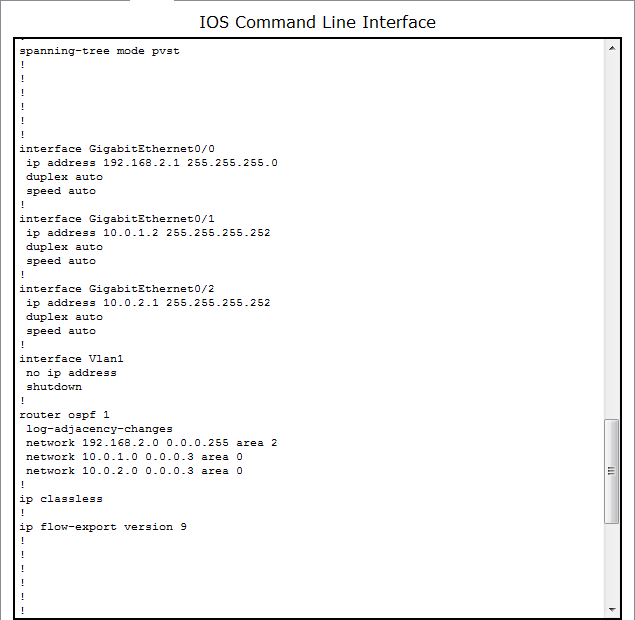 IOS Command Line Interface
spanning-tree mode pvst
!
!
!
!
!
!
interface GigabitEthernet0/0
 ip address 192.168.2.1 255.255.255.0
 duplex auto
 speed auto
!
interface GigabitEthernet0/1
 ip address 10.0.1.2 255.255.255.252
 duplex auto
 speed auto
!
interface GigabitEthernet0/2
 ip address 10.0.2.1 255.255.255.252
 duplex auto
 speed auto
!
interface Vlan1
 no ip address
 shutdown
!
router ospf 1
 log-adjacency-changes
 network 192.168.2.0 0.0.0.255 area 2
 network 10.0.1.0 0.0.0.3 area 0
 network 10.0.2.0 0.0.0.3 area 0
!
ip classless
!
ip flow-export version 9
!
!
!
!
!
!